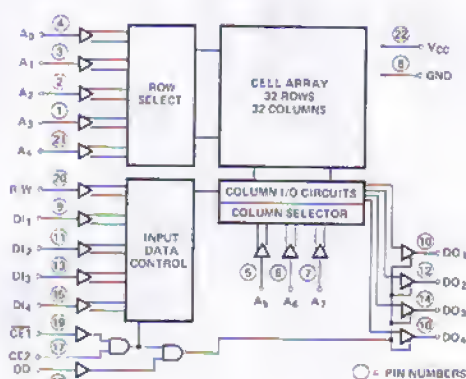 ④
A₀
③
A₁
②
A₂
①
A₃
㉑
A₄
ROW
SELECT
CELL ARRAY
32 ROWS
32 COLUMNS
㉒
VCC
⑧
GND
⑳
R/W
⑨
DI₁
⑪
DI₂
⑬
DI₃
⑮
DI₄
⑲
CE1
⑰
CE2
OD
INPUT
DATA
CONTROL
COLUMN I/O CIRCUITS
COLUMN SELECTOR
⑤ ⑥ ⑦
A₅ A₆ A₇
⑩
DO₁
⑫
DO₂
⑭
DO₃
⑯
DO₄
= PIN NUMBERS